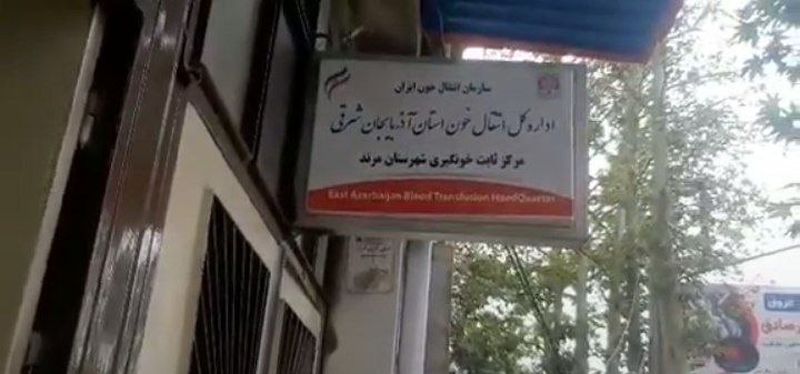 سازمان انتقال خون ایران
اداره کل انتقال خون استان آذربایجان شرقی
مرکز ثابت خونگیری شهرستان مرند
East Azarbaijan Blood Transfusion HeadQuarter
صادق